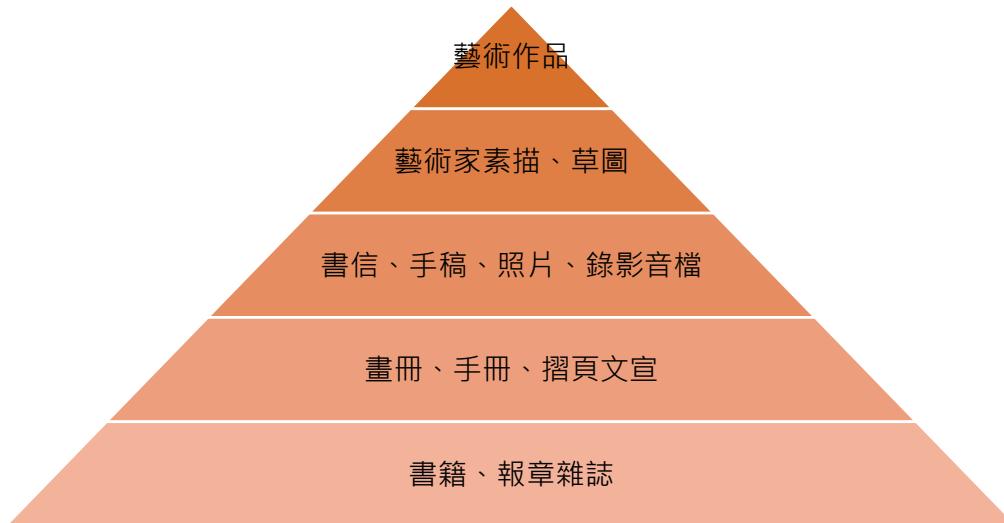 藝術作品
藝術家素描、草圖
書信、手稿、照片、錄影音檔
畫冊、手冊、摺頁文宣
書籍、報章雜誌